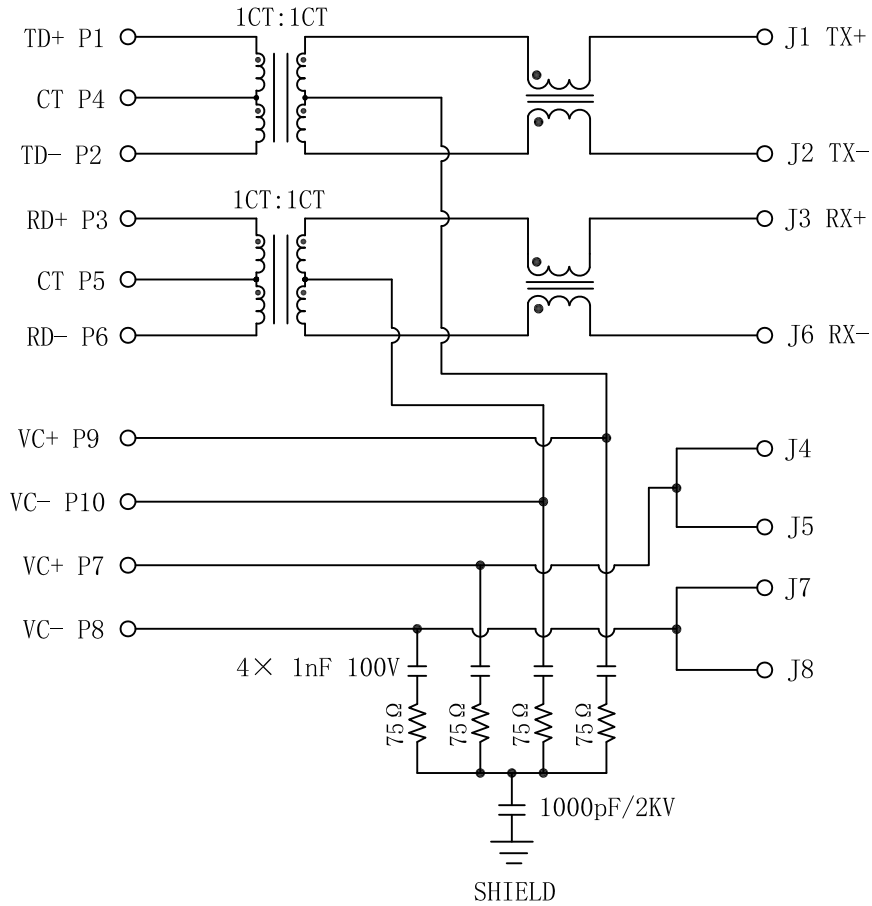 1CT:1CT
TD+ P1
J1 TX+
CT P4
TD- P2
J2 TX-
1CT:1CT
RD+ P3
J3 RX+
CT P5
RD- P6
J6 RX-
VC+ P9
J4
VC- P10
J5
VC+ P7
J7
VC- P8
J8
4× 1nF 100V
75Ω
75Ω
75Ω
75Ω
1000pF/2KV
SHIELD